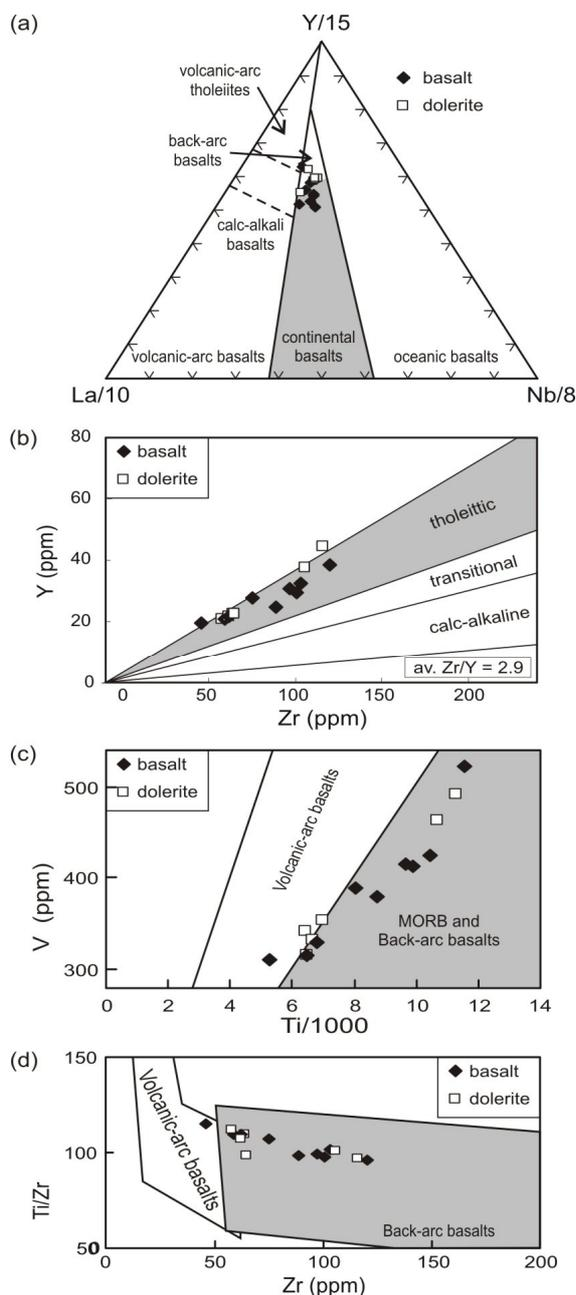 (a)
Y/15
volcanic-arc
tholeiites
basalt
dolerite
back-arc
basalts
calc-alkali
basalts
continental
basalts
volcanic-arc basalts
oceanic basalts
La/10
Nb/8
(b)
80
60
40
20
0
Y (ppm)
basalt
dolerite
tholeiitic
transitional
calc-alkaline
av. Zr/Y = 2.9
0
50
100
150
200
Zr (ppm)
(c)
500
400
300
V (ppm)
basalt
dolerite
Volcanic-arc basalts
MORB and
Back-arc basalts
0
2
4
6
8
10
12
14
Ti/1000
(d)
150
100
50
Ti/Zr
Volcanic-arc basalts
basalt
dolerite
Back-arc basalts
0
50
100
150
200
Zr (ppm)